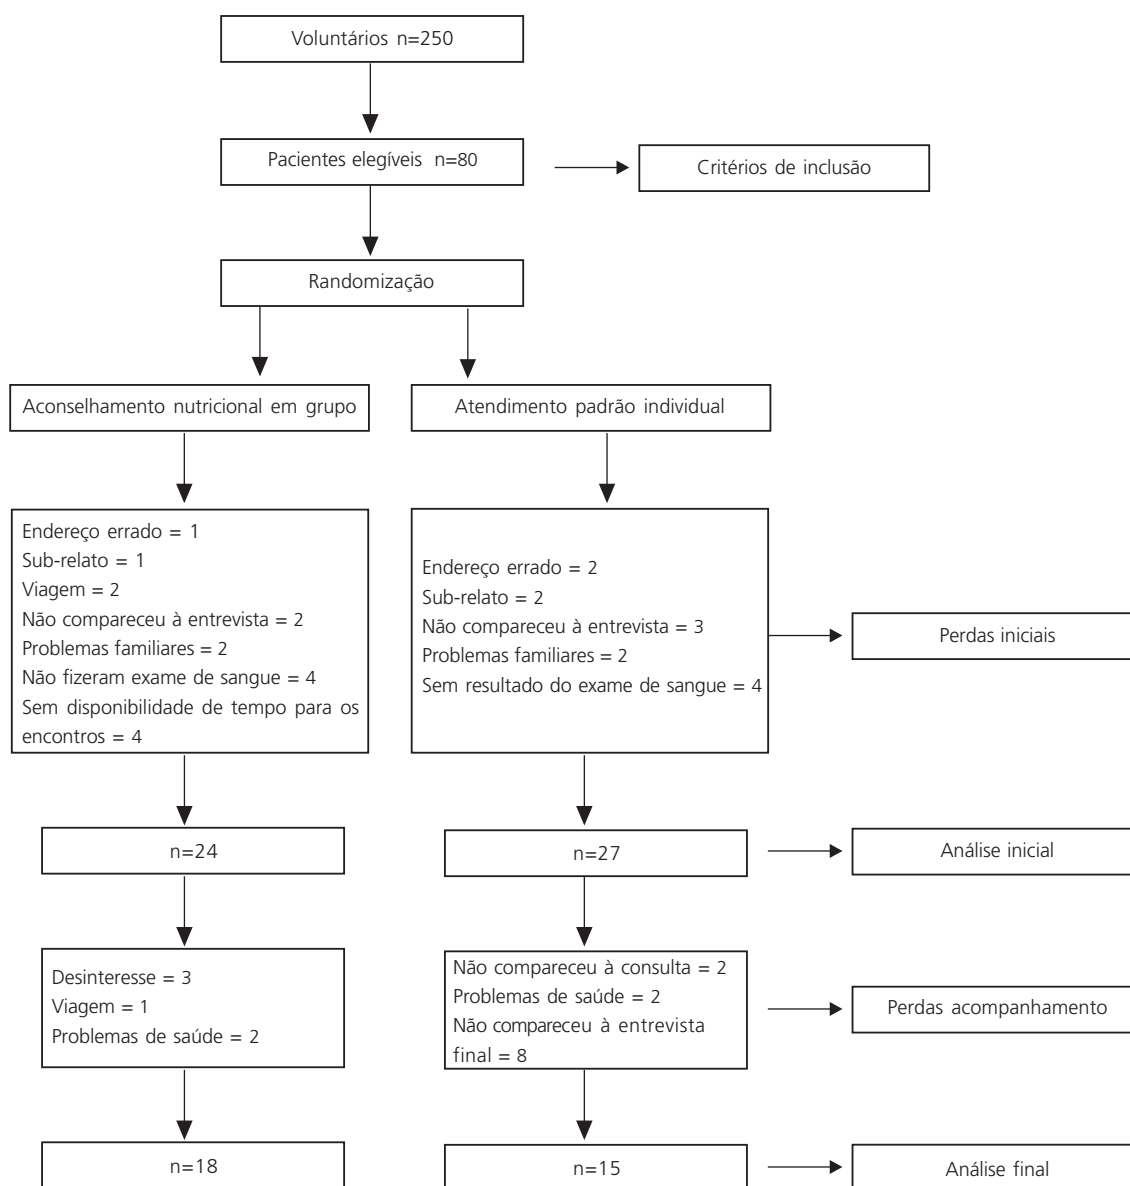 Voluntários n=250
Pacientes elegíveis n=80
Critérios de inclusão
Randomização
Aconselhamento nutricional em grupo
Atendimento padrão individual
Endereço errado = 1
Sub-relato = 1
Viagem = 2
Não compareceu à entrevista = 2
Problemas familiares = 2
Não fizeram exame de sangue = 4
Sem disponibilidade de tempo para os
encontros = 4
Endereço errado = 2
Sub-relato = 2
Não compareceu à entrevista = 3
Problemas familiares = 2
Sem resultado do exame de sangue = 4
Perdas iniciais
n=24
n=27
Análise inicial
Desinteresse = 3
Viagem = 1
Problemas de saúde = 2
Não compareceu à consulta = 2
Problemas de saúde = 2
Não compareceu à entrevista
final = 8
Perdas acompanhamento
n=18
n=15
Análise final